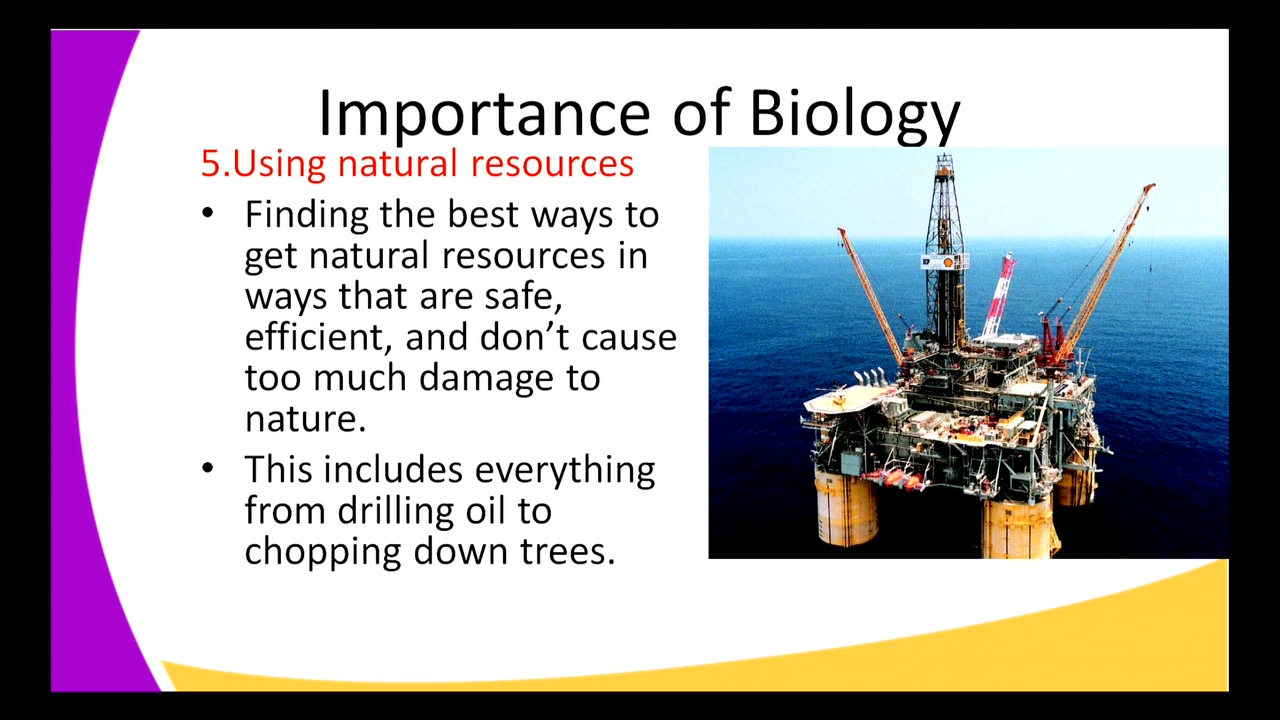 Importance of Biology
5.Using natural resources
• Finding the best ways to
get natural resources in
ways that are safe,
efficient, and don’t cause
too much damage to
nature.
• This includes everything
from drilling oil to
chopping down trees.